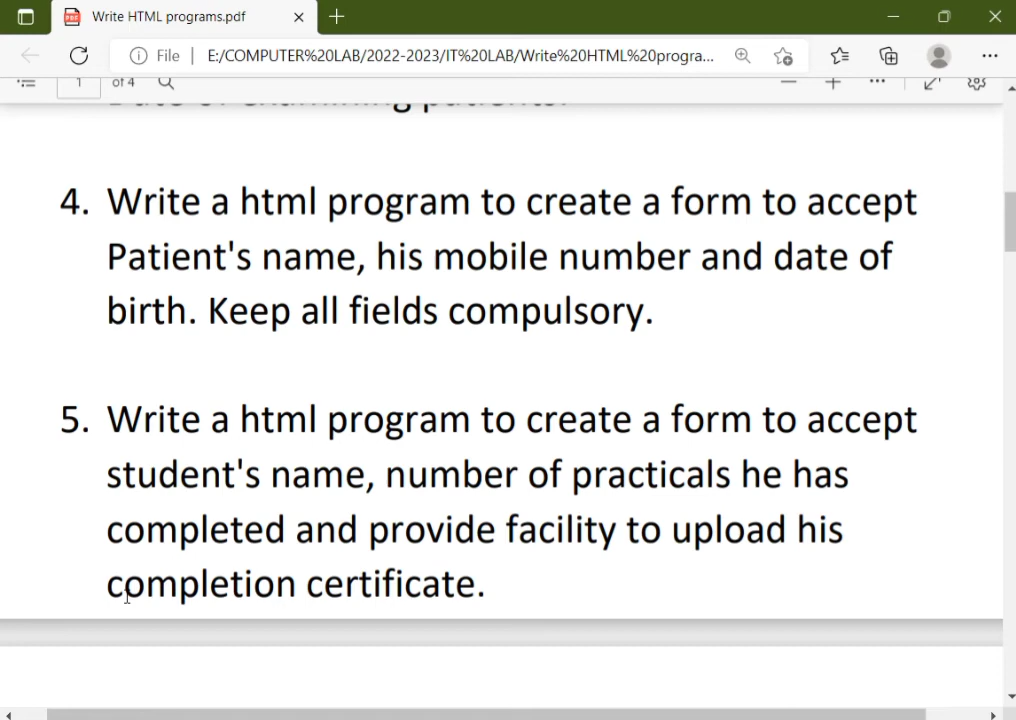 Write HTML programs.pdf
File
E:/COMPUTER%20LAB/2022-2023/IT%20LAB/Write%20HTML%20progra...
1 of 4
4. Write a html program to create a form to accept
Patient's name, his mobile number and date of
birth. Keep all fields compulsory.
5. Write a html program to create a form to accept
student's name, number of practicals he has
completed and provide facility to upload his
completion certificate.